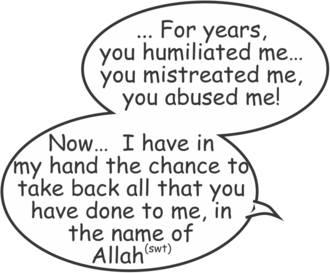 ... For years,
you humiliated me...
you mistreated me,
you abused me!
Now... I have in
my hand the chance to
take back all that you
have done to me, in
the name of
Allah(swt)